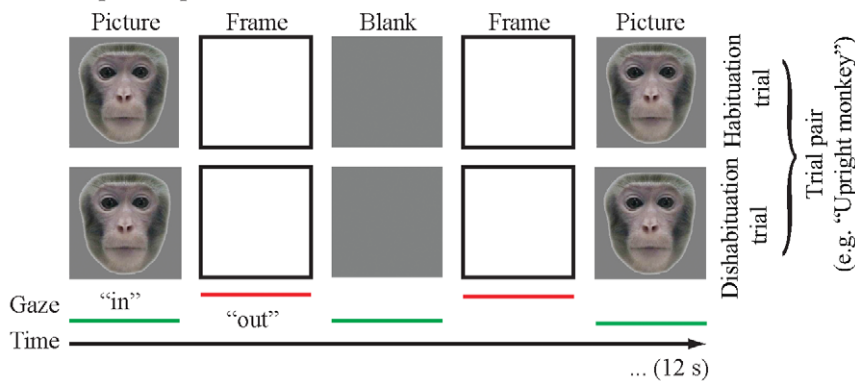 Picture Frame Blank Frame Picture
Habituation
trial
Dishabituation
trial
Trial pair
(e.g. “Upright monkey”)
Gaze “in”
“out”
Time
... (12 s)